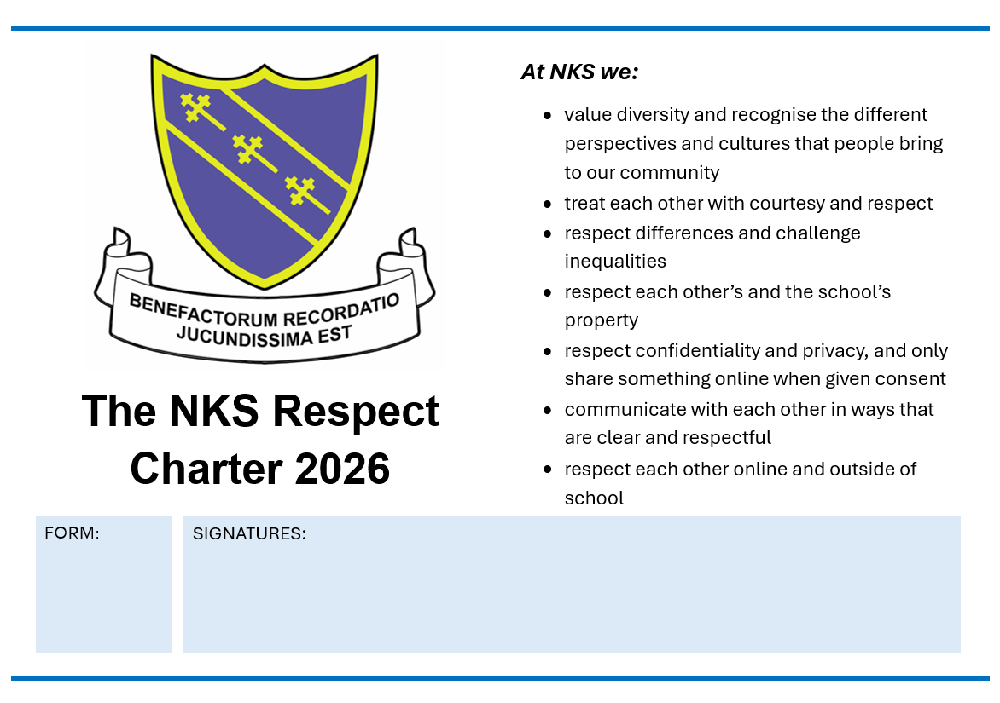 BENEFACTORUM RECORDATIO
JUCUNDISSIMA EST
The NKS Respect
Charter 2026
At NKS we:
• value diversity and recognise the different
perspectives and cultures that people bring
to our community
• treat each other with courtesy and respect
• respect differences and challenge
inequalities
• respect each other’s and the school’s
property
• respect confidentiality and privacy, and only
share something online when given consent
• communicate with each other in ways that
are clear and respectful
• respect each other online and outside of
school
FORM:
SIGNATURES: